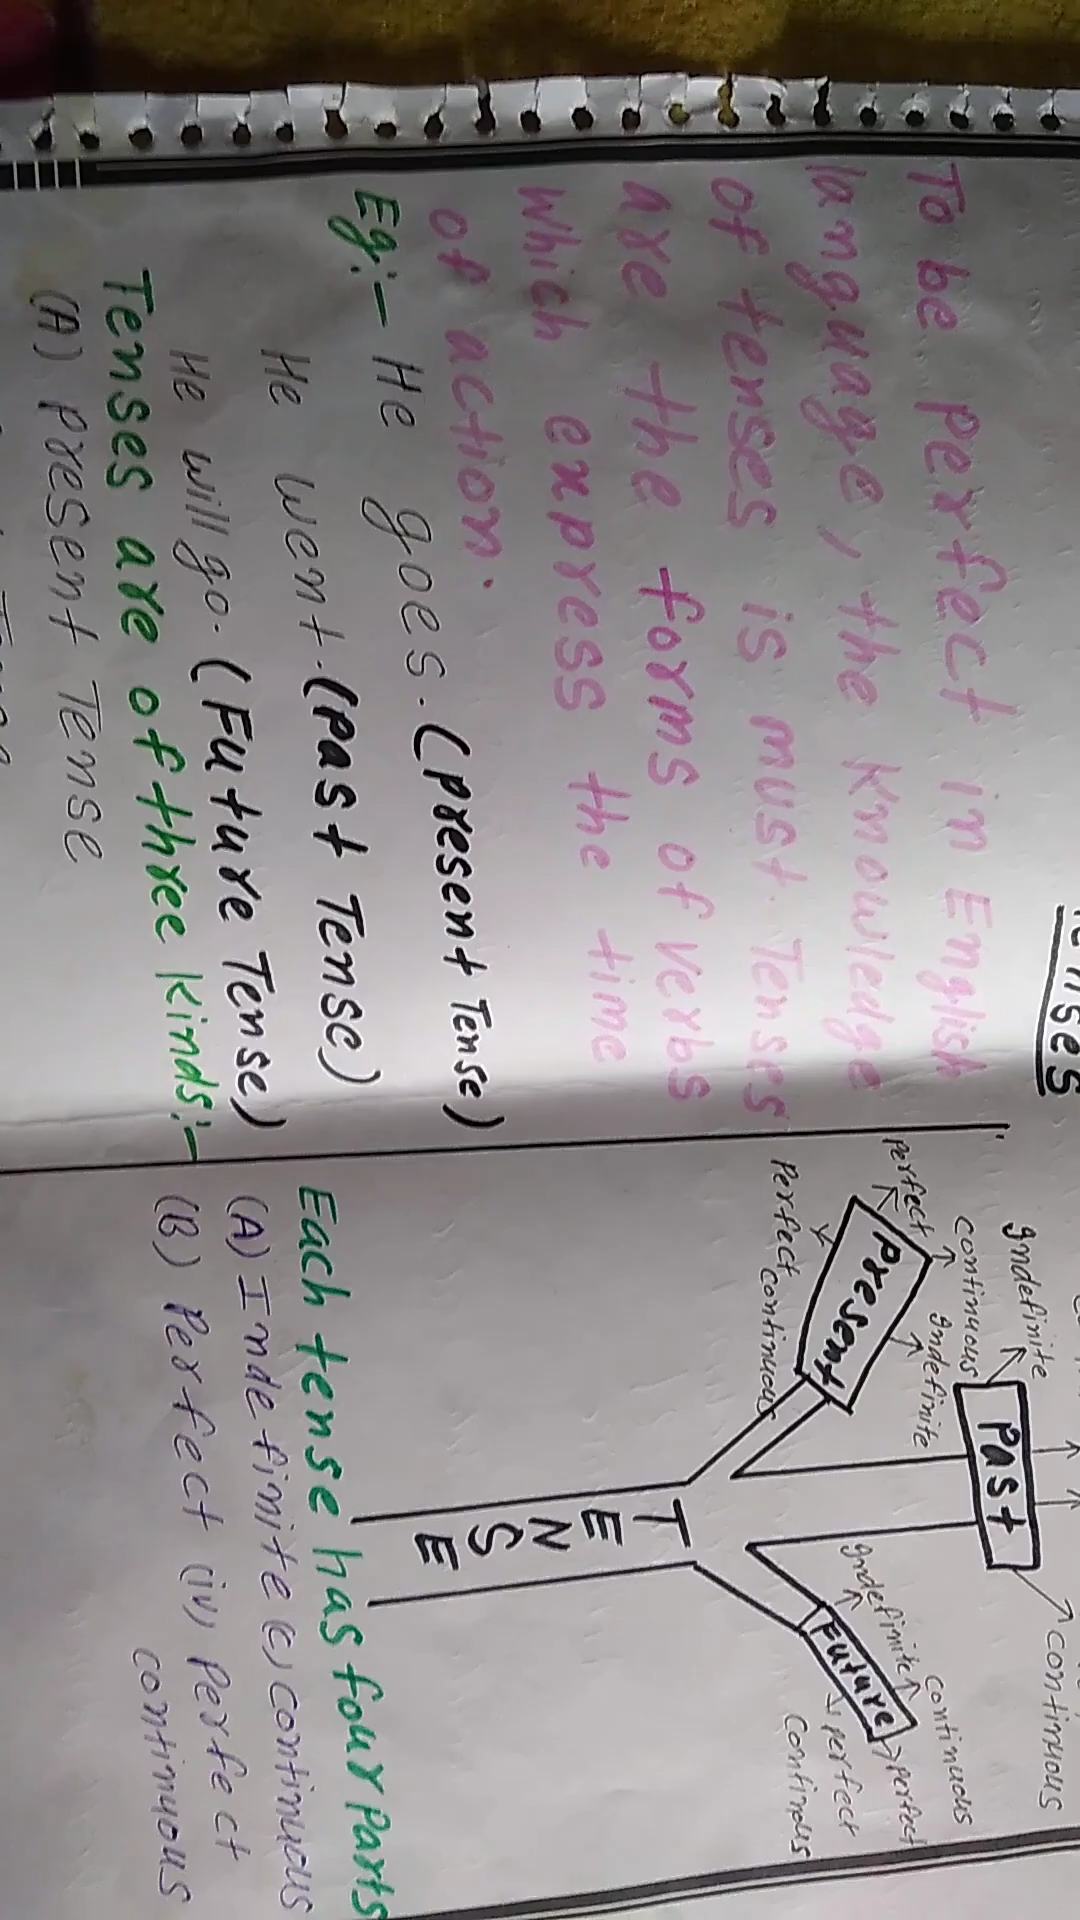 Tenses
To be perfect in English
language, the knowledge
of tenses is must. Tenses
are the forms of verbs
which express the time
of action.
Eg:- He goes. (present Tense)
He went. (past Tense)
He will go. (Future Tense)
Tenses are of three kinds:-
(A) present Tense
continuous
Indefinite
Past
continuous
Indefinite
perfect
Present
perfect continuous
continuous
Indefinite
perfect
Future
perfect
continous
T
E
N
S
E
Each tense has four Parts
(A) Indefinite (c) continuous
(B) Perfect (iv) Perfect
continuous